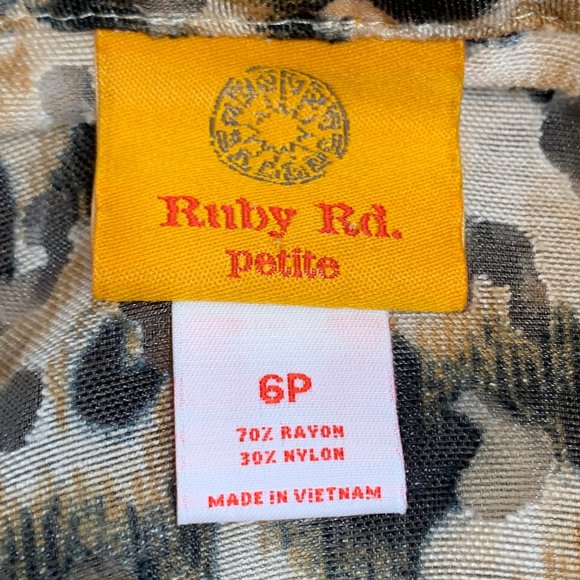 Ruby Rd.
petite
6P
70% RAYON
30% NYLON
MADE IN VIETNAM